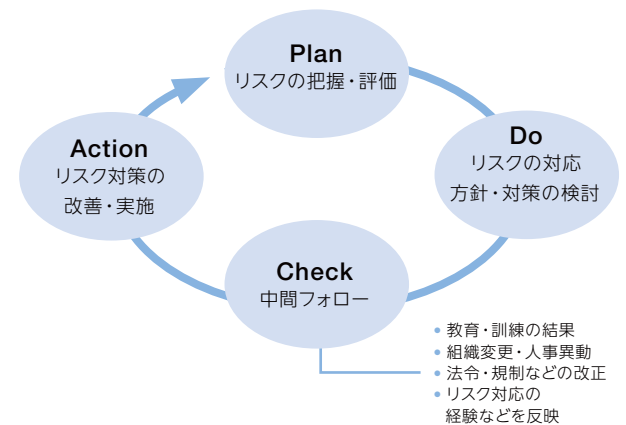 Plan
リスクの把握・評価
Do
リスクの対応
方針・対策の検討
Check
中間フォロー
• 教育・訓練の結果
• 組織変更・人事異動
• 法令・規制などの改正
• リスク対応の
経験などを反映
Action
リスク対策の
改善・実施